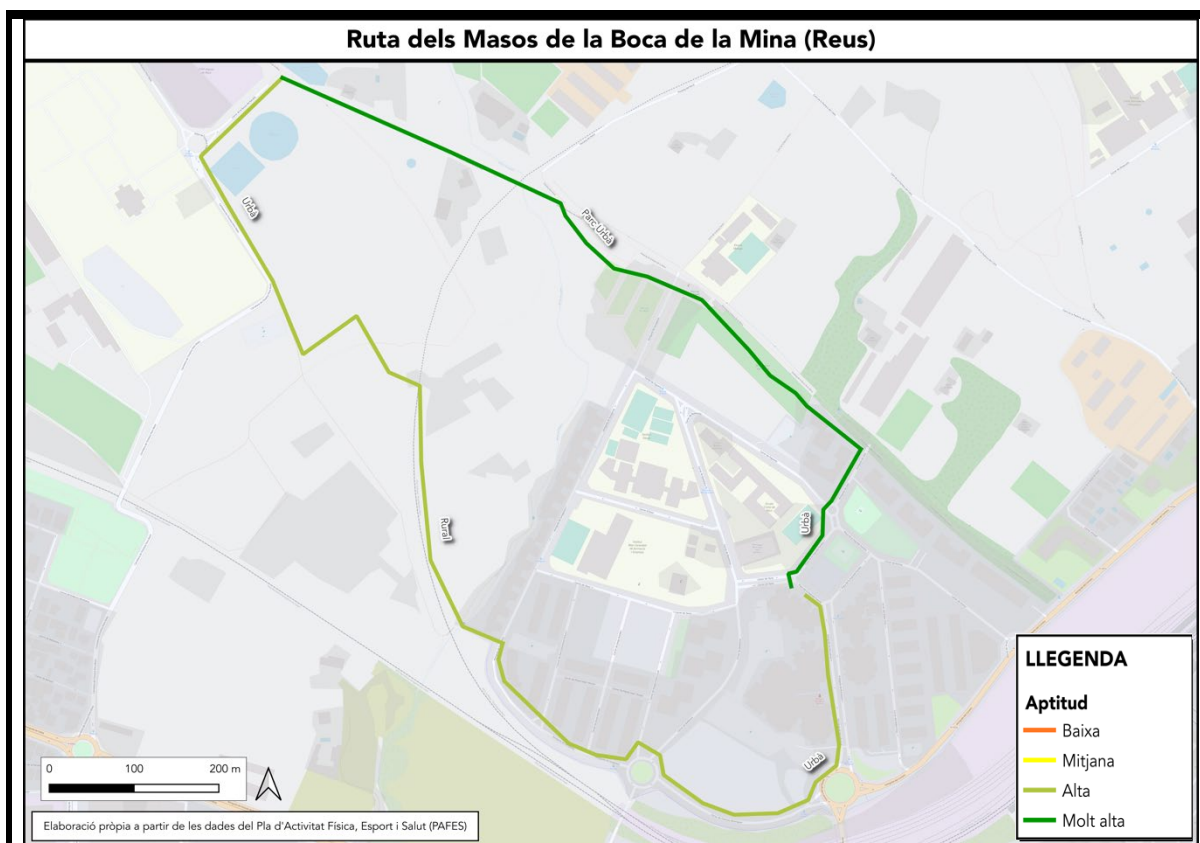 Ruta dels Masos de la Boca de la Mina (Reus)
Urbà
Parc Urbà
Rural
Urbà
Urbà
LLEGENDA
Aptitud
Baixa
Mitjana
Alta
Molt alta
0 100 200 m
Elaboració pròpia a partir de les dades del Pla d'Activitat Física, Esport i Salut (PAFES)